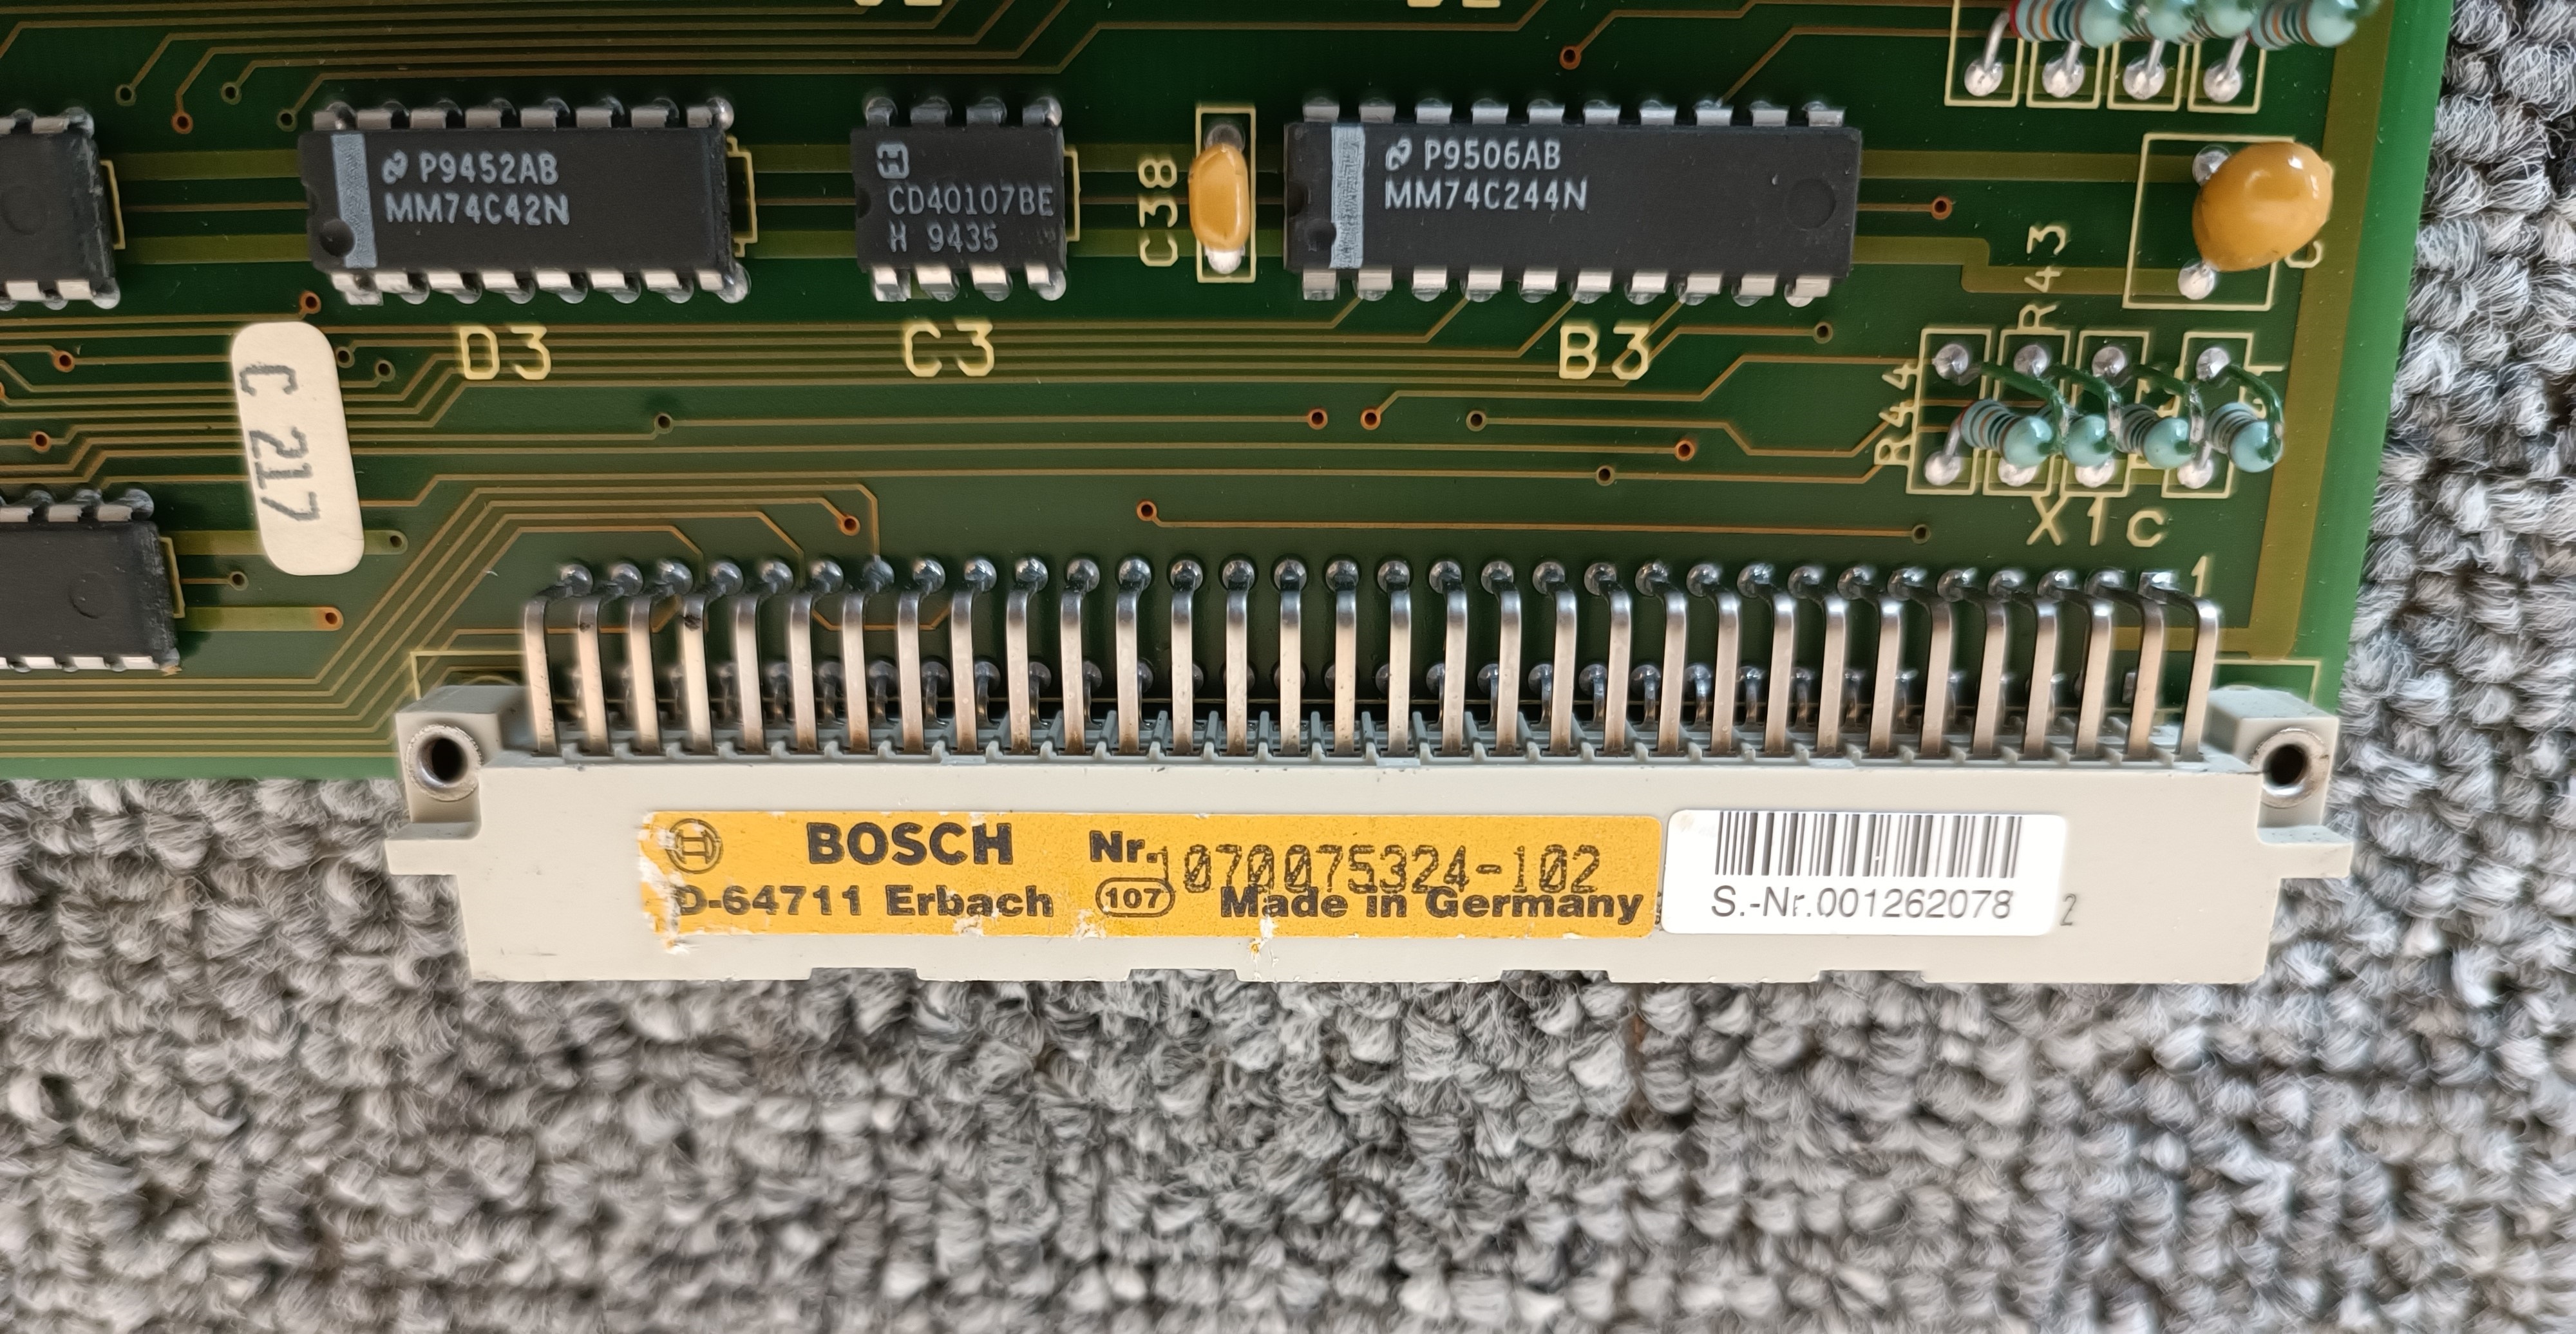 P9452AB
MM74C42N
CD40107BE
H 9435
C38
P9506AB
MM74C244N
R43
D3
C3
B3
C 217
R44
X1c
1
BOSCH Nr.1070075324-102
D-64711 Erbach 107 Made in Germany
S.-Nr.001262078
2